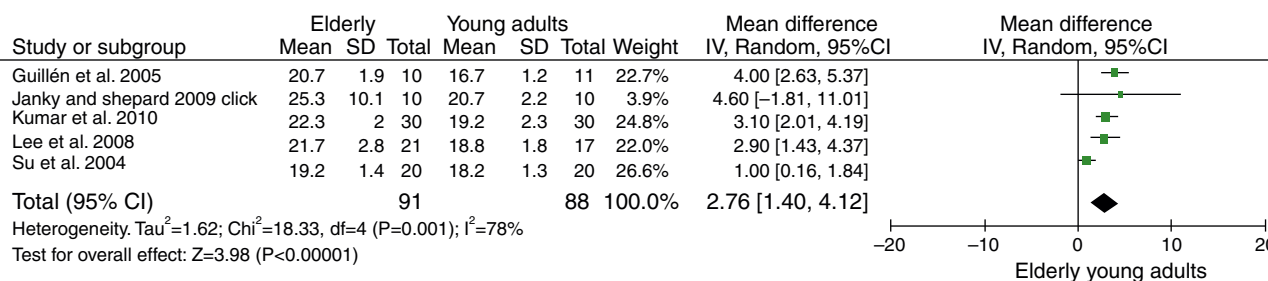 Elderly Young adults Mean difference Mean difference
Study or subgroup Mean SD Total Mean SD Total Weight IV, Random, 95%CI IV, Random, 95%CI
Guillén et al. 2005 20.7 1.9 10 16.7 1.2 11 22.7% 4.00 [2.63, 5.37]
Janky and shepard 2009 click 25.3 10.1 10 20.7 2.2 10 3.9% 4.60 [–1.81, 11.01]
Kumar et al. 2010 22.3 2 30 19.2 2.3 30 24.8% 3.10 [2.01, 4.19]
Lee et al. 2008 21.7 2.8 21 18.8 1.8 17 22.0% 2.90 [1.43, 4.37]
Su et al. 2004 19.2 1.4 20 18.2 1.3 20 26.6% 1.00 [0.16, 1.84]
Total (95% CI) 91 88 100.0% 2.76 [1.40, 4.12]
Heterogeneity. Tau²=1.62; Chi²=18.33, df=4 (P=0.001); I²=78%
Test for overall effect: Z=3.98 (P<0.00001)
–20 –10 0 10
Elderly young adults